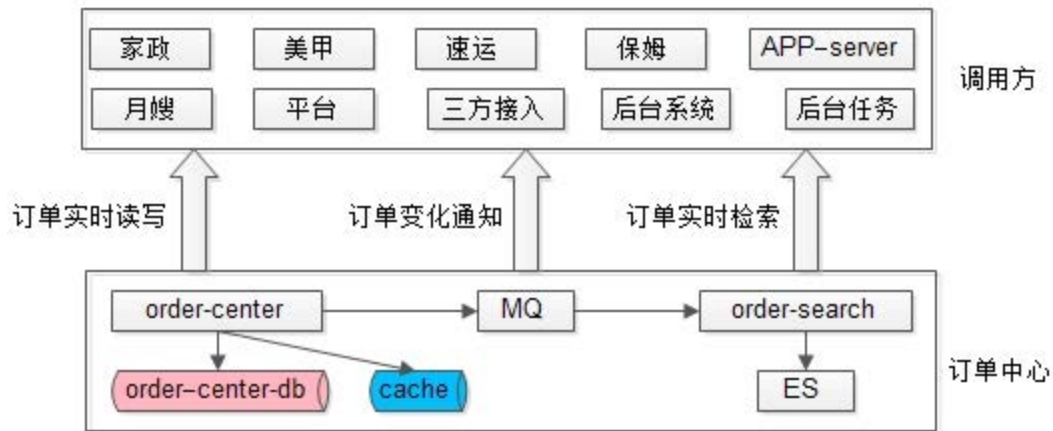 家政 美甲 速运 保姆 APP–server
调用方
月嫂 平台 三方接入 后台系统 后台任务
订单实时读写 订单变化通知 订单实时检索
order-center MQ order-search
订单中心
order–center-db cache ES